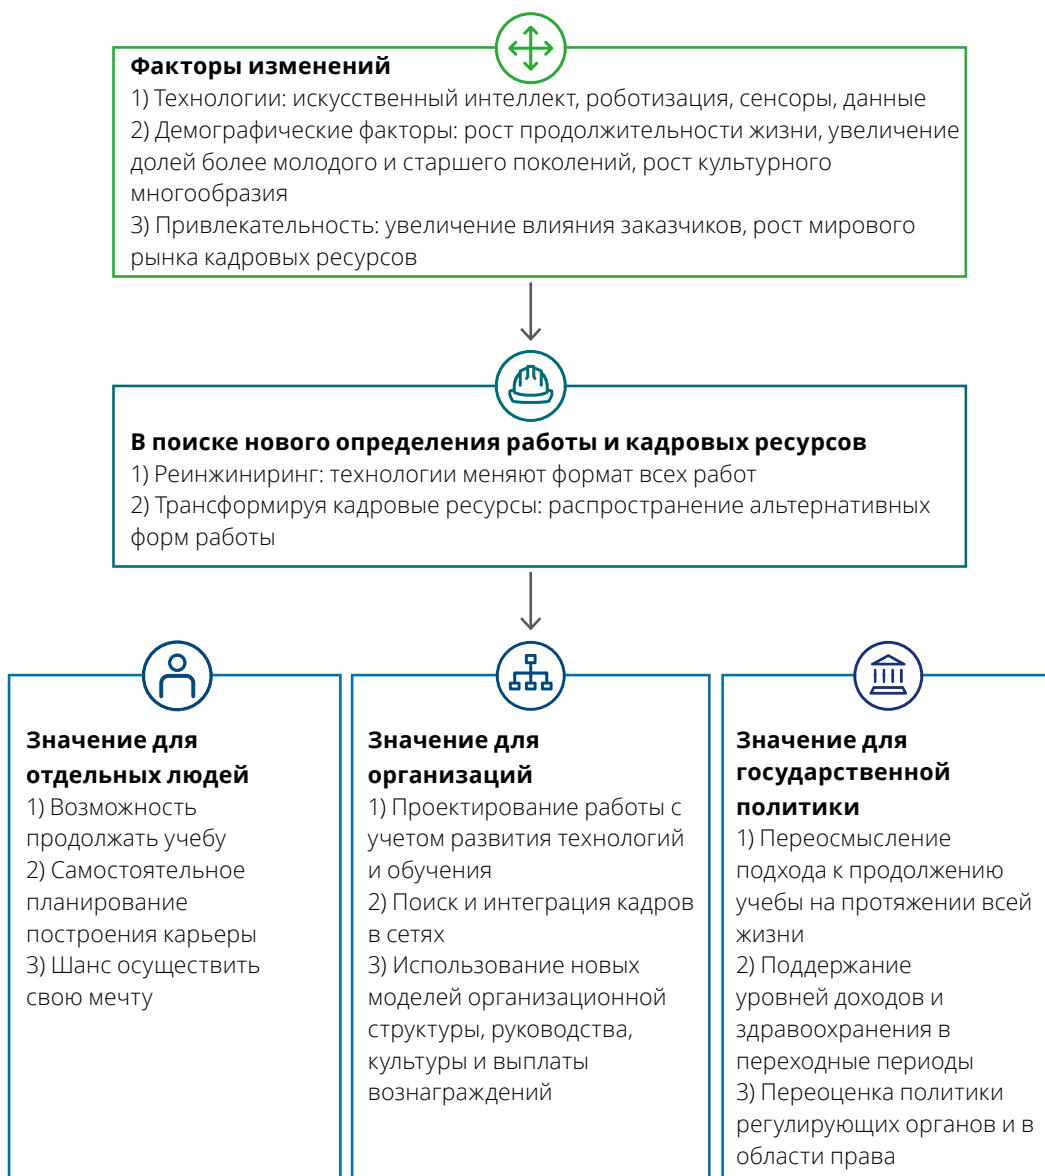 Факторы изменений
1) Технологии: искусственный интеллект, роботизация, сенсоры, данные
2) Демографические факторы: рост продолжительности жизни, увеличение
долей более молодого и старшего поколений, рост культурного
многообразия
3) Привлекательность: увеличение влияния заказчиков, рост мирового
рынка кадровых ресурсов
В поиске нового определения работы и кадровых ресурсов
1) Реинжиниринг: технологии меняют формат всех работ
2) Трансформируя кадровые ресурсы: распространение альтернативных
форм работы
Значение для
отдельных людей
1) Возможность
продолжать учебу
2) Самостоятельное
планирование
построения карьеры
3) Шанс осуществить
свою мечту
Значение для
организаций
1) Проектирование работы с
учетом развития технологий
и обучения
2) Поиск и интеграция кадров
в сетях
3) Использование новых
моделей организационной
структуры, руководства,
культуры и выплаты
вознаграждений
Значение для
государственной
политики
1) Переосмысление
подхода к продолжению
учебы на протяжении всей
жизни
2) Поддержание
уровней доходов и
здравоохранения в
переходные периоды
3) Переоценка политики
регулирующих органов и в
области права